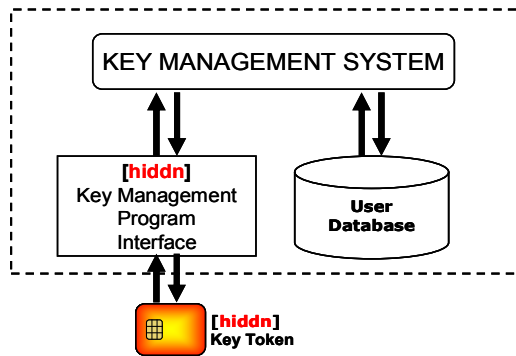 KEY MANAGEMENT SYSTEM
[hiddn]
Key Management
Program
Interface
User
Database
[hiddn]
Key Token